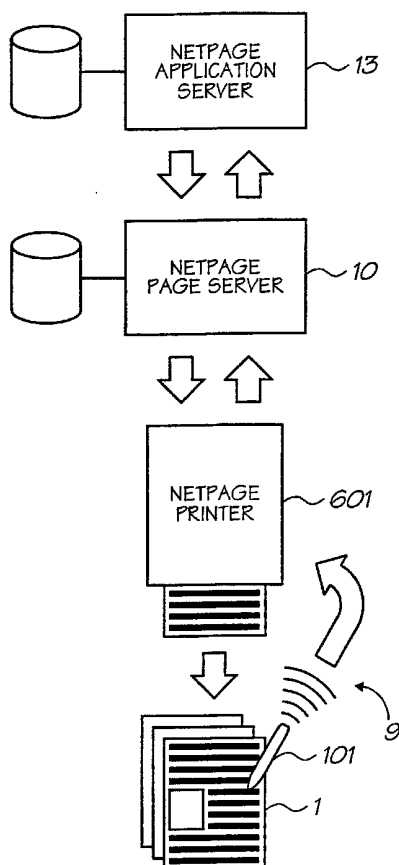 NETPAGE
APPLICATION
SERVER
13
NETPAGE
PAGE SERVER
10
NETPAGE
PRINTER
601
9
101
1